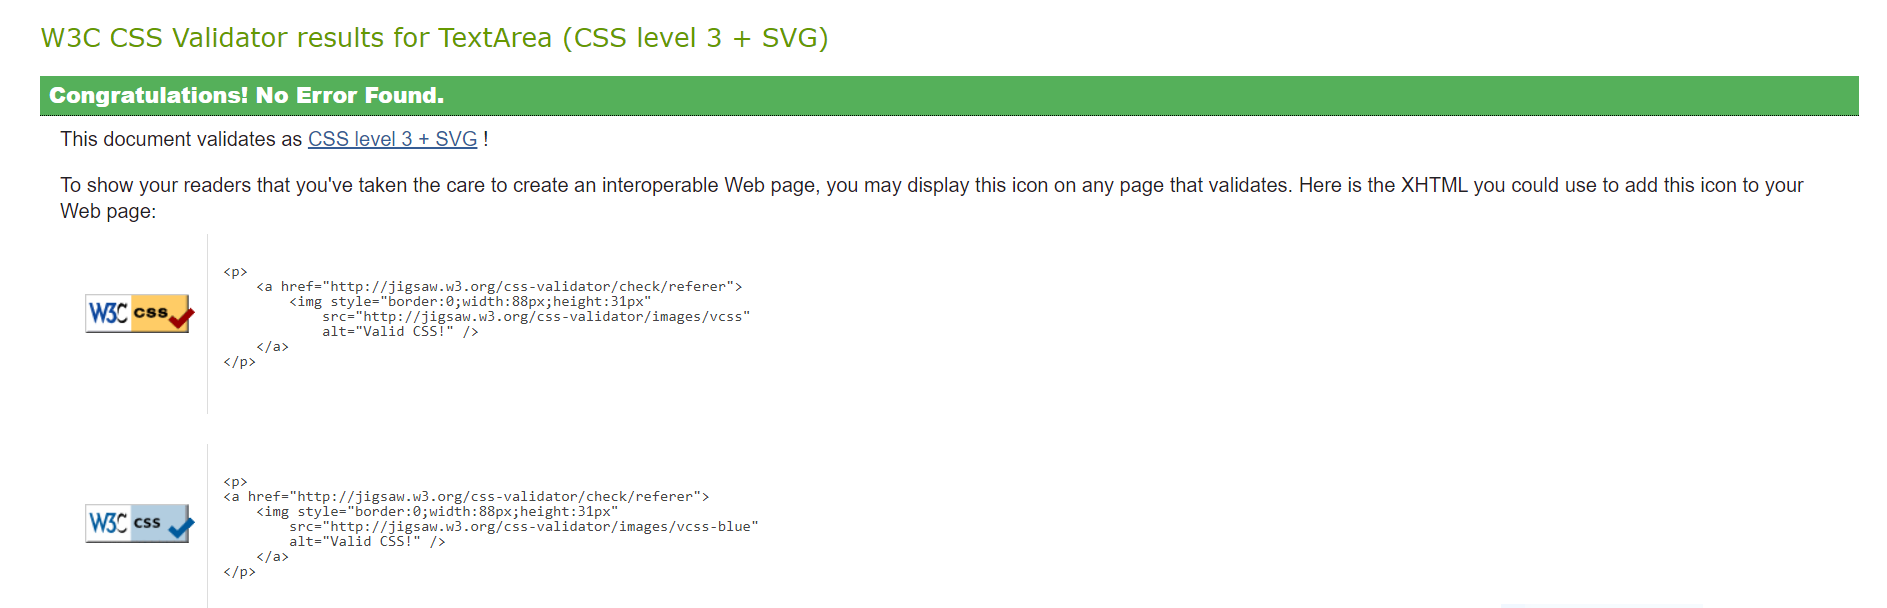 W3C CSS Validator results for TextArea (CSS level 3 + SVG)
Congratulations! No Error Found.
This document validates as CSS level 3 + SVG !
To show your readers that you've taken the care to create an interoperable Web page, you may display this icon on any page that validates. Here is the XHTML you could use to add this icon to your
Web page:
W3C css
<p>
    <a href="http://jigsaw.w3.org/css-validator/check/referer">
        <img style="border:0;width:88px;height:31px"
            src="http://jigsaw.w3.org/css-validator/images/vcss"
            alt="Valid CSS!" />
    </a>
</p>
W3C css
<p>
<a href="http://jigsaw.w3.org/css-validator/check/referer">
    <img style="border:0;width:88px;height:31px"
        src="http://jigsaw.w3.org/css-validator/images/vcss-blue"
        alt="Valid CSS!" />
    </a>
</p>